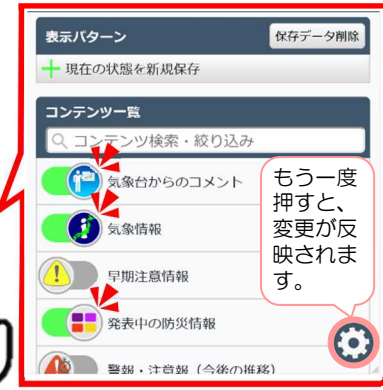 表示パターン
保存データ削除
現在の状態を新規保存
コンテンツ一覧
コンテンツ検索・絞り込み
気象台からのコメント
気象情報
早期注意情報
発表中の防災情報
警報・注意報（今後の推移）
もう一度
押すと、
変更が反
映されま
す。